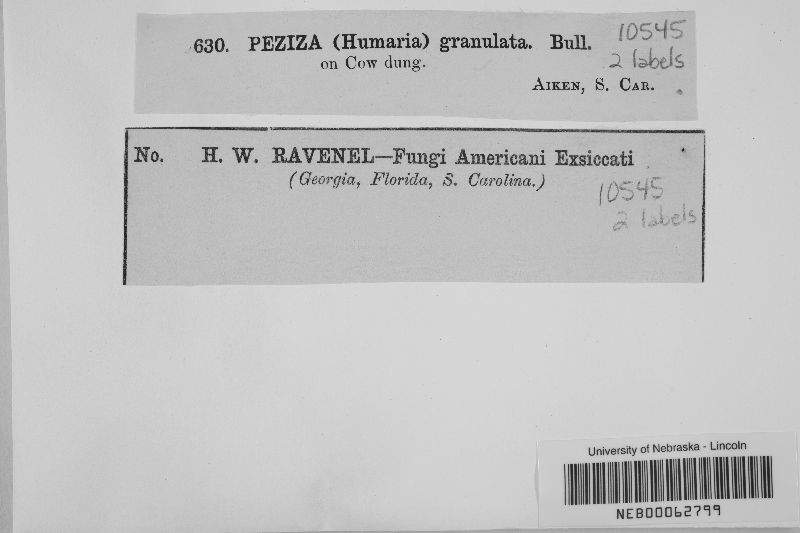 630. PEZIZA (Humaria) granulata. Bull.
on Cow dung.
AIKEN, S. CAR.
10545
2 labels
No. H. W. RAVENEL—Fungi Americani Exsiccati
(Georgia, Florida, S. Carolina.)
10545
2 labels
University of Nebraska - Lincoln
NEB00062799